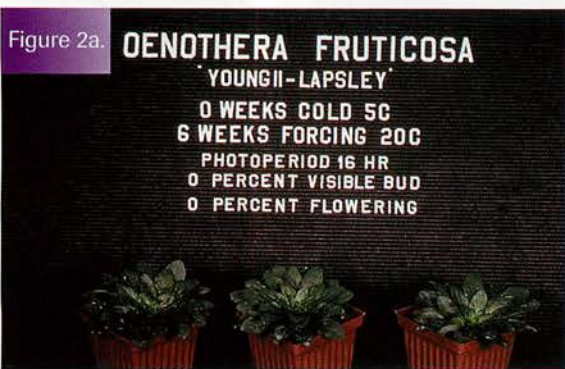 Figure 2a.
OENOTHERA FRUTICOSA
'YOUNGII-LAPSLEY'
0 WEEKS COLD 5C
6 WEEKS FORCING 20C
PHOTOPERIOD 16 HR
0 PERCENT VISIBLE BUD
0 PERCENT FLOWERING